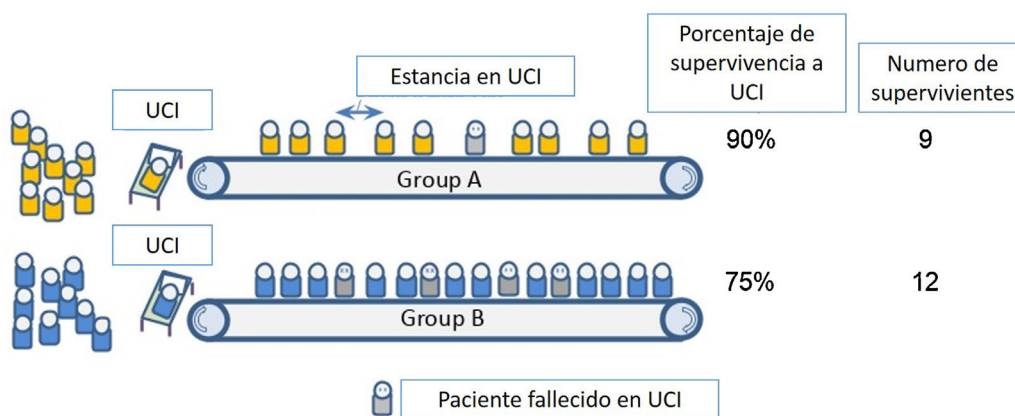 Porcentaje de
supervivencia a
UCI
Numero de
supervivientes
Estancia en UCI
UCI
90%
9
Group A
UCI
75%
12
Group B
Paciente fallecido en UCI